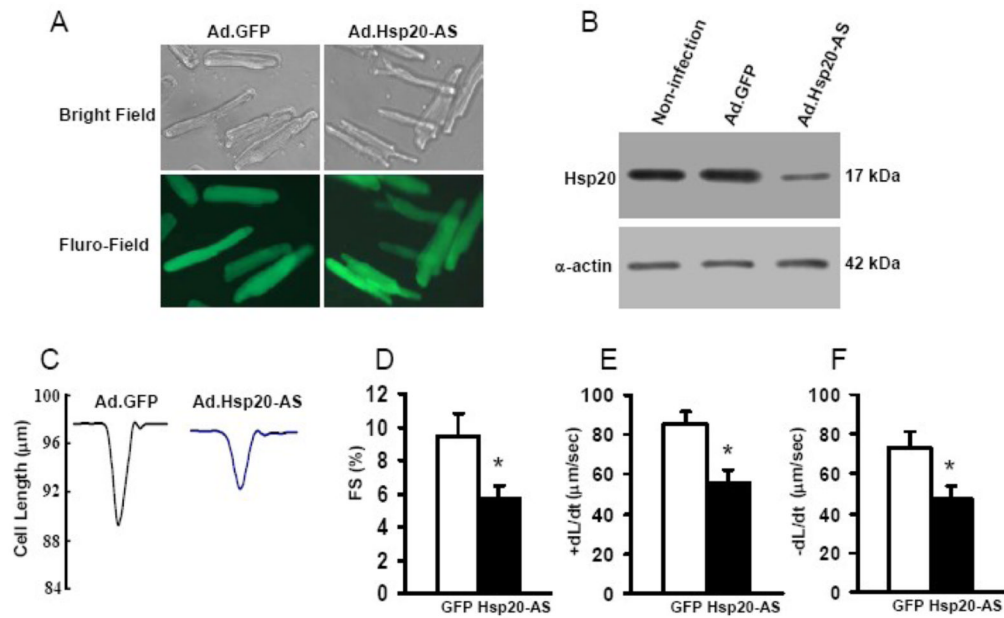 A
Ad.GFP Ad.Hsp20-AS
Bright Field
Fluro-Field
B
Non-infection Ad.GFP Ad.Hsp20-AS
Hsp20 17 kDa
α-actin 42 kDa
C
Ad.GFP Ad.Hsp20-AS
Cell Length (µm)
100
96
92
88
84
D
FS (%)
12
10
8
6
4
2
0
*
GFP Hsp20-AS
E
+dL/dt (µm/sec)
100
80
60
40
20
0
*
GFP Hsp20-AS
F
-dL/dt (µm/sec)
100
80
60
40
20
0
*
GFP Hsp20-AS